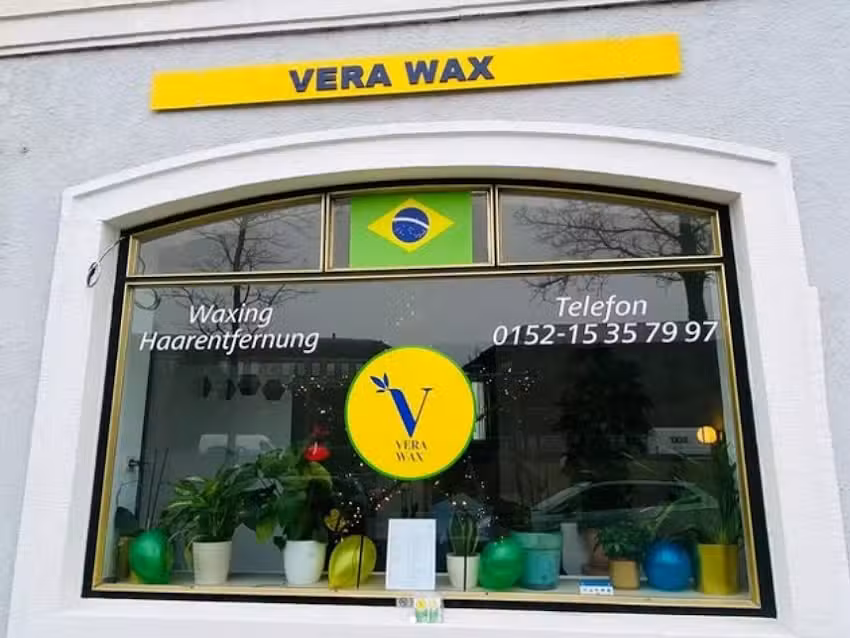 VERA WAX
Waxing
Haarentfernung
Telefon
0152-15 35 79 97
V
VERA
WAX